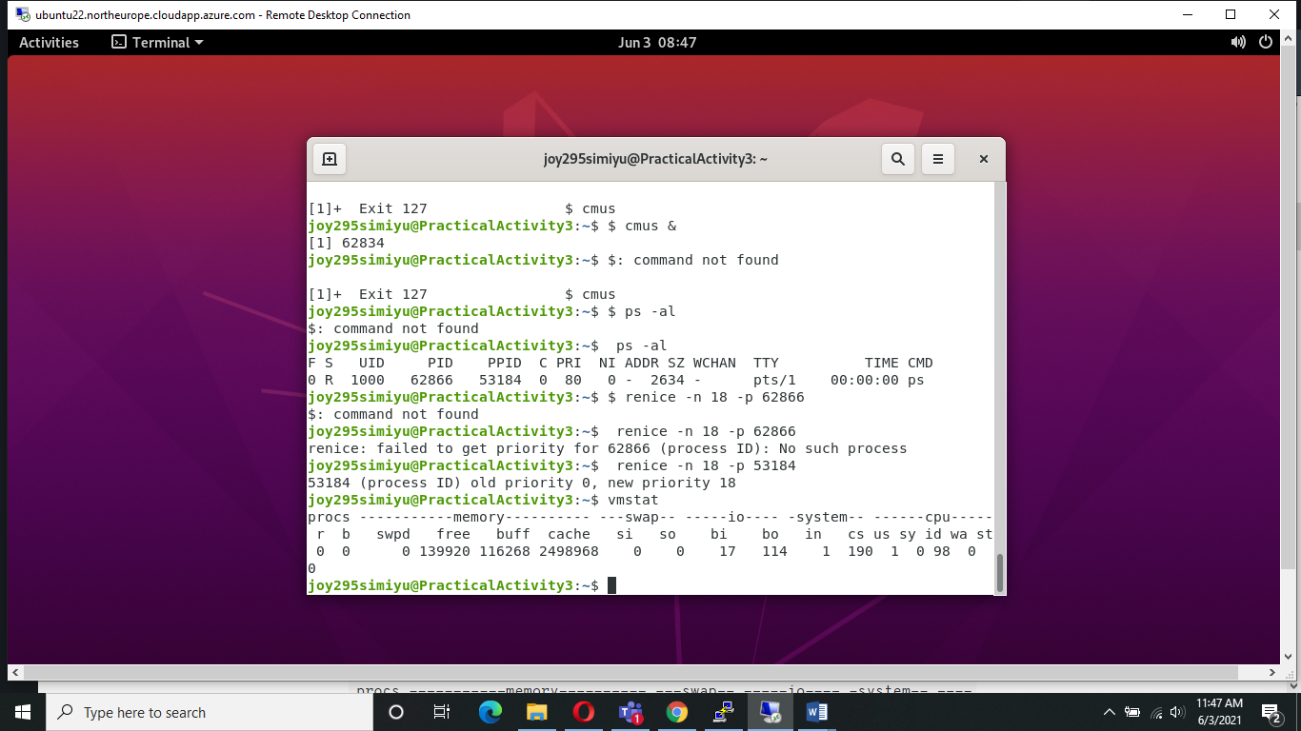 ubuntu22.northeurope.cloudapp.azure.com - Remote Desktop Connection
Activities Terminal Jun 3 08:47
joy295simiyu@PracticalActivity3: ~
[1]+  Exit 127                $ cmus
joy295simiyu@PracticalActivity3:~$ $ cmus &
[1] 62834
joy295simiyu@PracticalActivity3:~$ $: command not found
[1]+  Exit 127                $ cmus
joy295simiyu@PracticalActivity3:~$ $ ps -al
$: command not found
joy295simiyu@PracticalActivity3:~$  ps -al
F S   UID     PID    PPID  C PRI  NI ADDR SZ WCHAN  TTY          TIME CMD
0 R  1000   62866   53184  0  80   0 -  2634 -      pts/1    00:00:00 ps
joy295simiyu@PracticalActivity3:~$ $ renice -n 18 -p 62866
$: command not found
joy295simiyu@PracticalActivity3:~$  renice -n 18 -p 62866
renice: failed to get priority for 62866 (process ID): No such process
joy295simiyu@PracticalActivity3:~$  renice -n 18 -p 53184
53184 (process ID) old priority 0, new priority 18
joy295simiyu@PracticalActivity3:~$ vmstat
procs -----------memory---------- ---swap-- -----io---- -system-- ------cpu-----
 r  b   swpd   free   buff  cache   si   so    bi    bo   in   cs us sy id wa st
 0  0      0 139920 116268 2498968    0    0    17   114    1  190  1  0 98  0
0
joy295simiyu@PracticalActivity3:~$
procs -----------memory---------- ---swap-- -----io---- -system-- ----
Type here to search
1
11:47 AM
6/3/2021
2